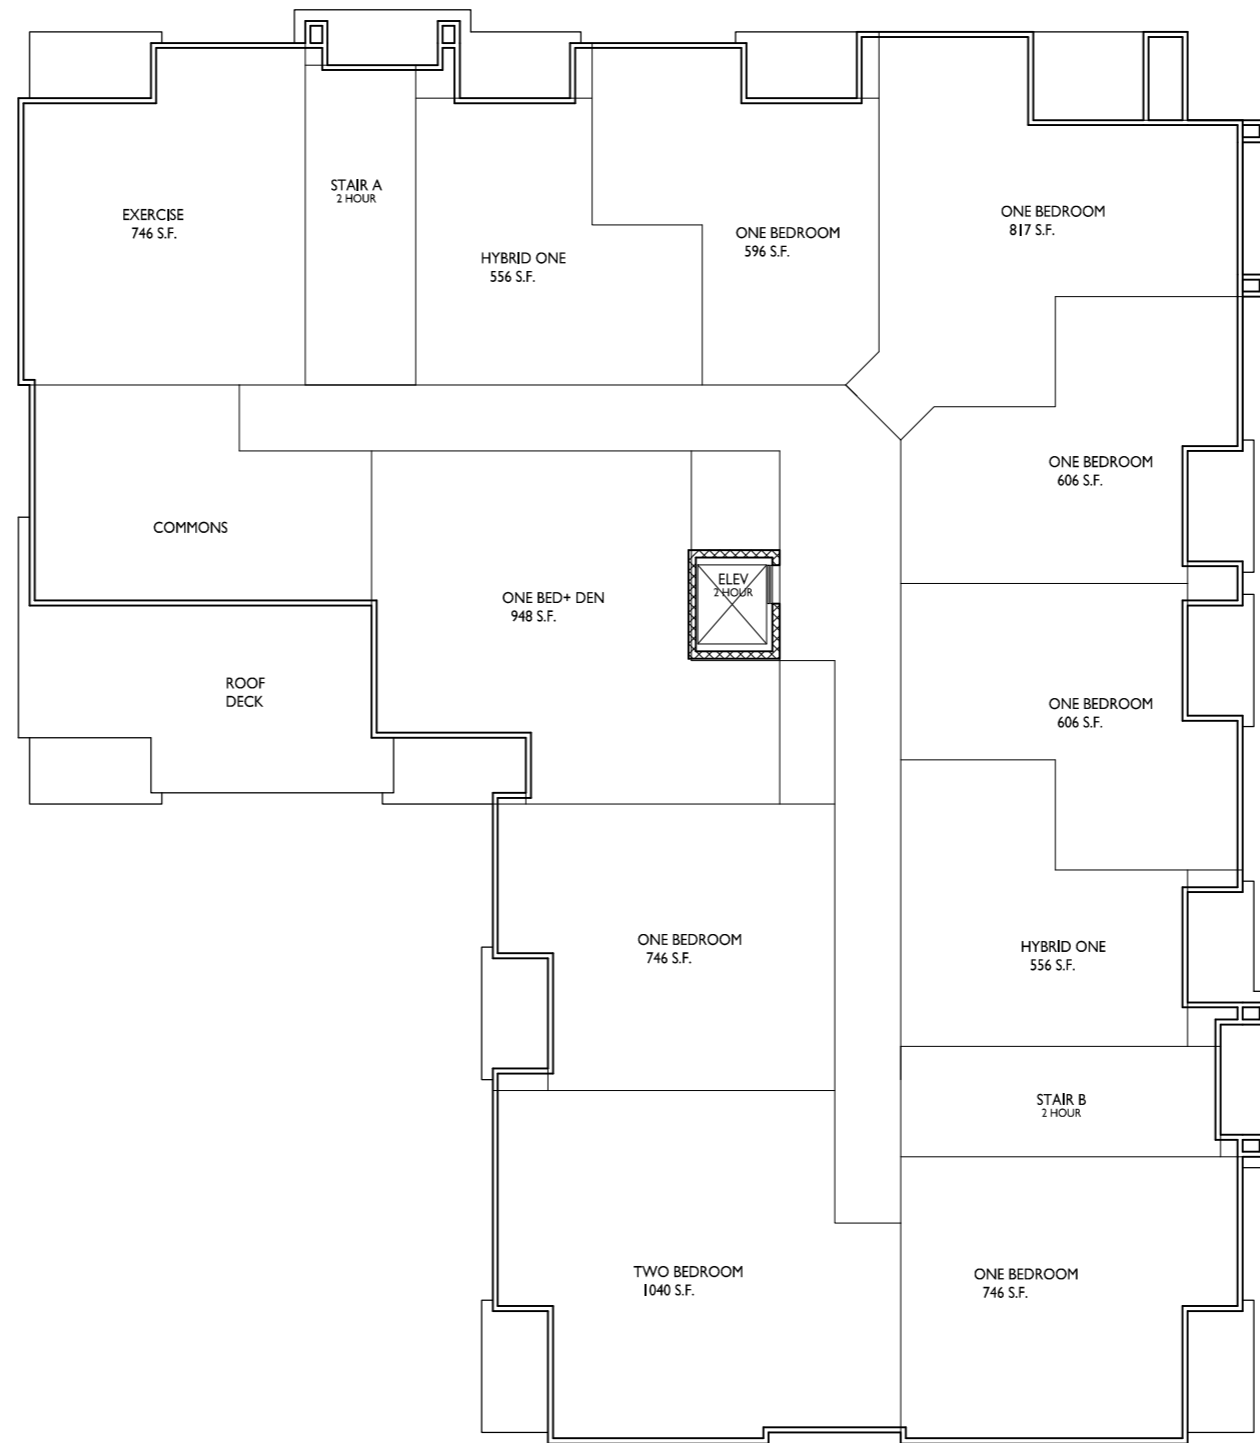 STAIR A
2 HOUR
EXERCISE
746 S.F.
HYBRID ONE
556 S.F.
ONE BEDROOM
596 S.F.
ONE BEDROOM
817 S.F.
ONE BEDROOM
606 S.F.
COMMONS
ONE BED+ DEN
948 S.F.
ELEV
2 HOUR
ROOF
DECK
ONE BEDROOM
606 S.F.
ONE BEDROOM
746 S.F.
HYBRID ONE
556 S.F.
STAIR B
2 HOUR
TWO BEDROOM
1040 S.F.
ONE BEDROOM
746 S.F.